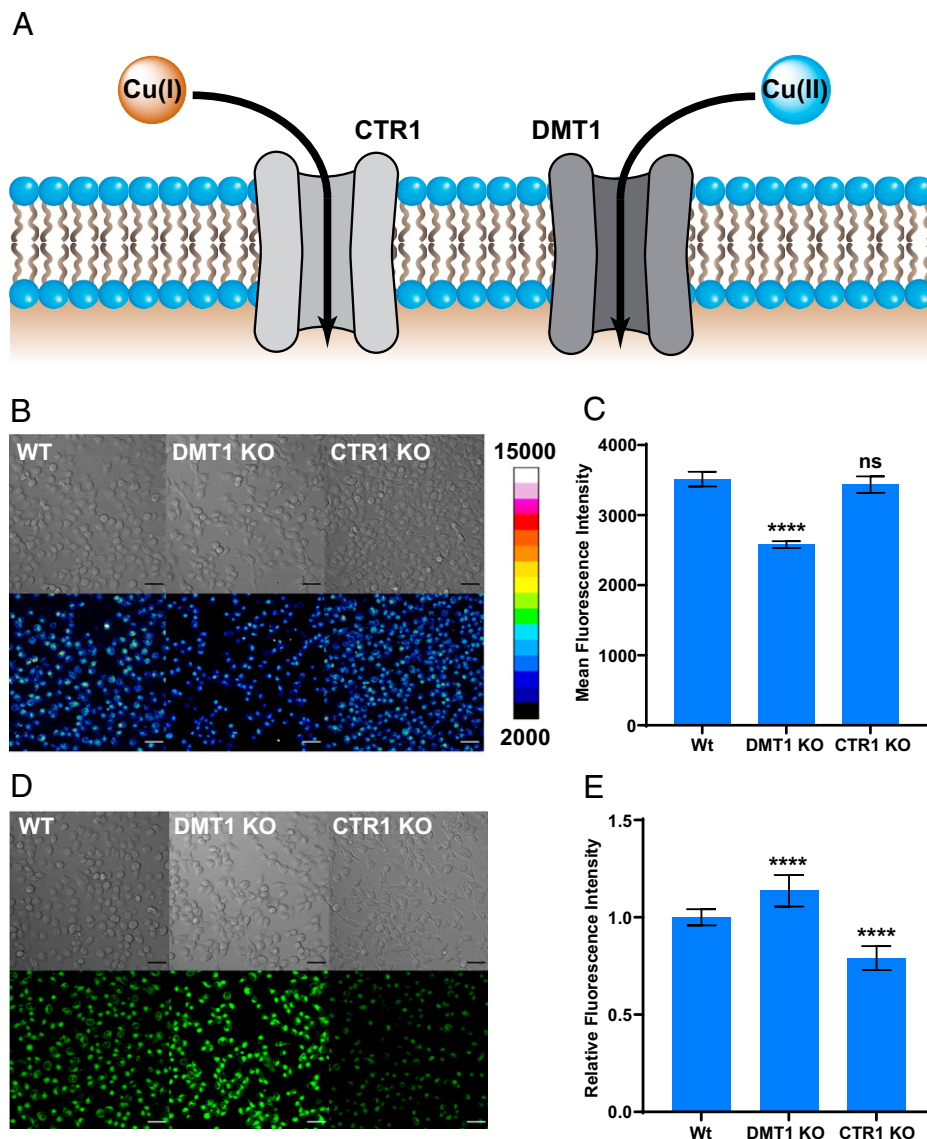 A
Cu(I)
Cu(II)
CTR1
DMT1
B
WT
DMT1 KO
CTR1 KO
15000
2000
C
Mean Fluorescence Intensity
4000
3000
2000
1000
0
ns
****
Wt
DMT1 KO
CTR1 KO
D
WT
DMT1 KO
CTR1 KO
E
Relative Fluorescence Intensity
1.5
1.0
0.5
0.0
****
****
Wt
DMT1 KO
CTR1 KO